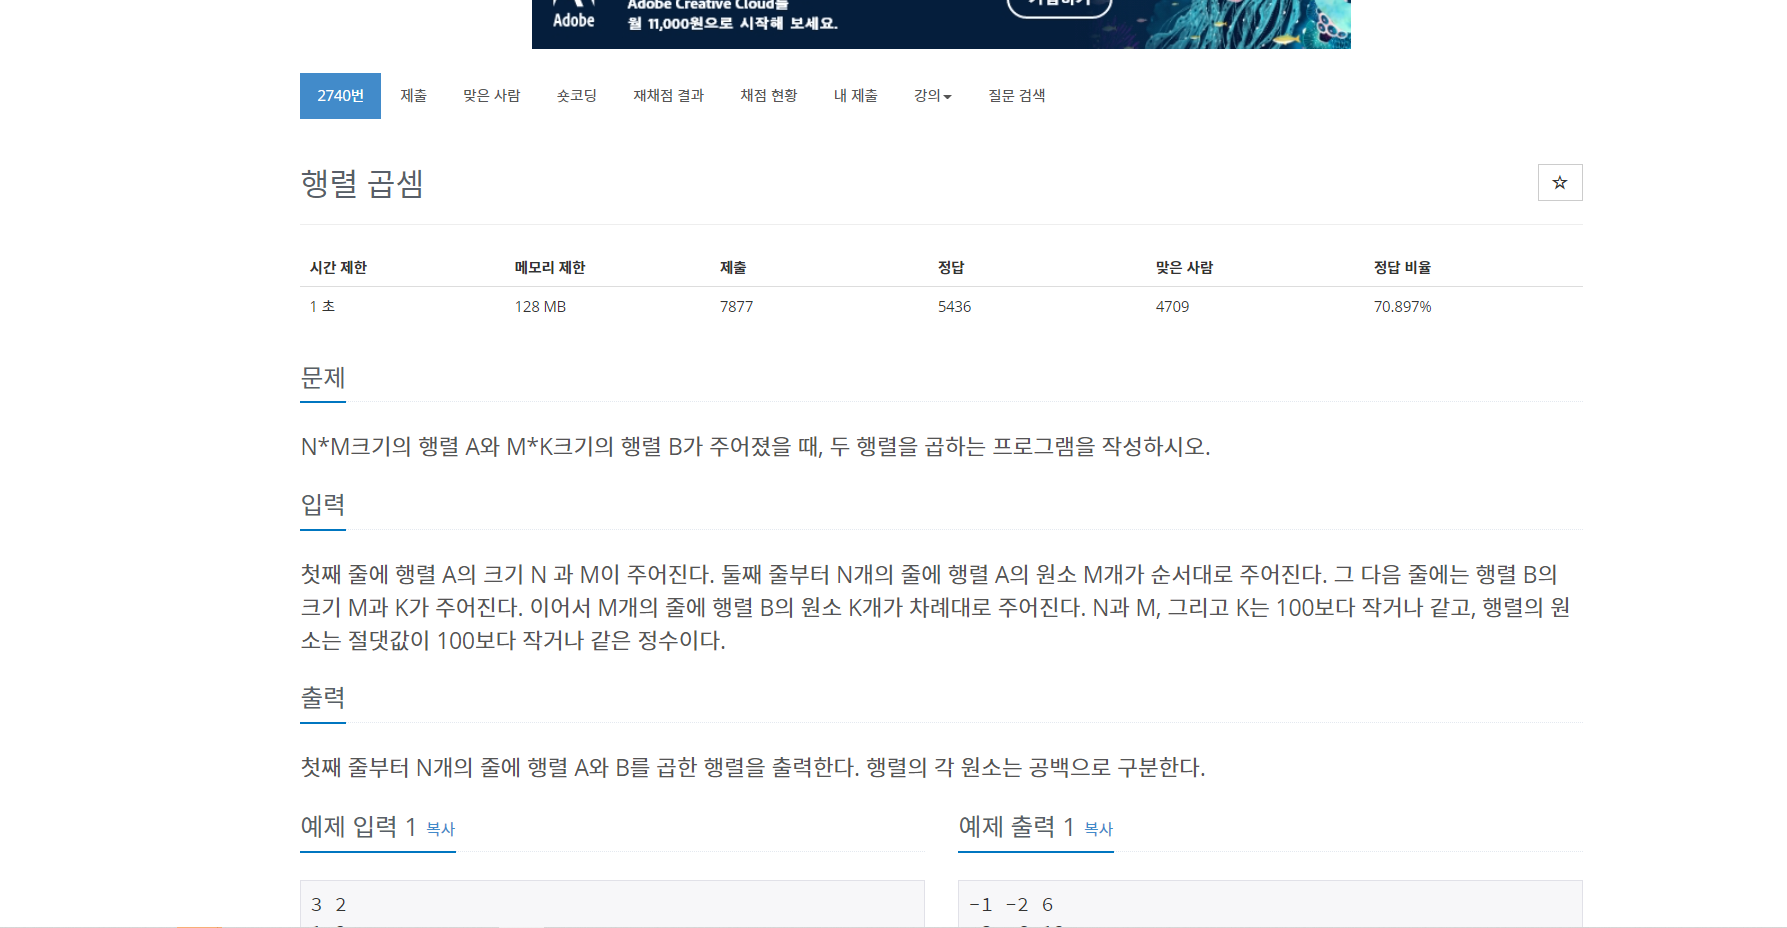 Adobe Creative Cloud를
Adobe
월 11,000원으로 시작해 보세요.
2740번 제출 맞은 사람 숏코딩 재채점 결과 채점 현황 내 제출 강의 질문 검색
행렬 곱셈
시간 제한 메모리 제한 제출 정답 맞은 사람 정답 비율
1 초 128 MB 7877 5436 4709 70.897%
문제
N*M크기의 행렬 A와 M*K크기의 행렬 B가 주어졌을 때, 두 행렬을 곱하는 프로그램을 작성하시오.
입력
첫째 줄에 행렬 A의 크기 N 과 M이 주어진다. 둘째 줄부터 N개의 줄에 행렬 A의 원소 M개가 순서대로 주어진다. 그 다음 줄에는 행렬 B의
크기 M과 K가 주어진다. 이어서 M개의 줄에 행렬 B의 원소 K개가 차례대로 주어진다. N과 M, 그리고 K는 100보다 작거나 같고, 행렬의 원
소는 절댓값이 100보다 작거나 같은 정수이다.
출력
첫째 줄부터 N개의 줄에 행렬 A와 B를 곱한 행렬을 출력한다. 행렬의 각 원소는 공백으로 구분한다.
예제 입력 1 복사
예제 출력 1 복사
3 2
-1 -2 6